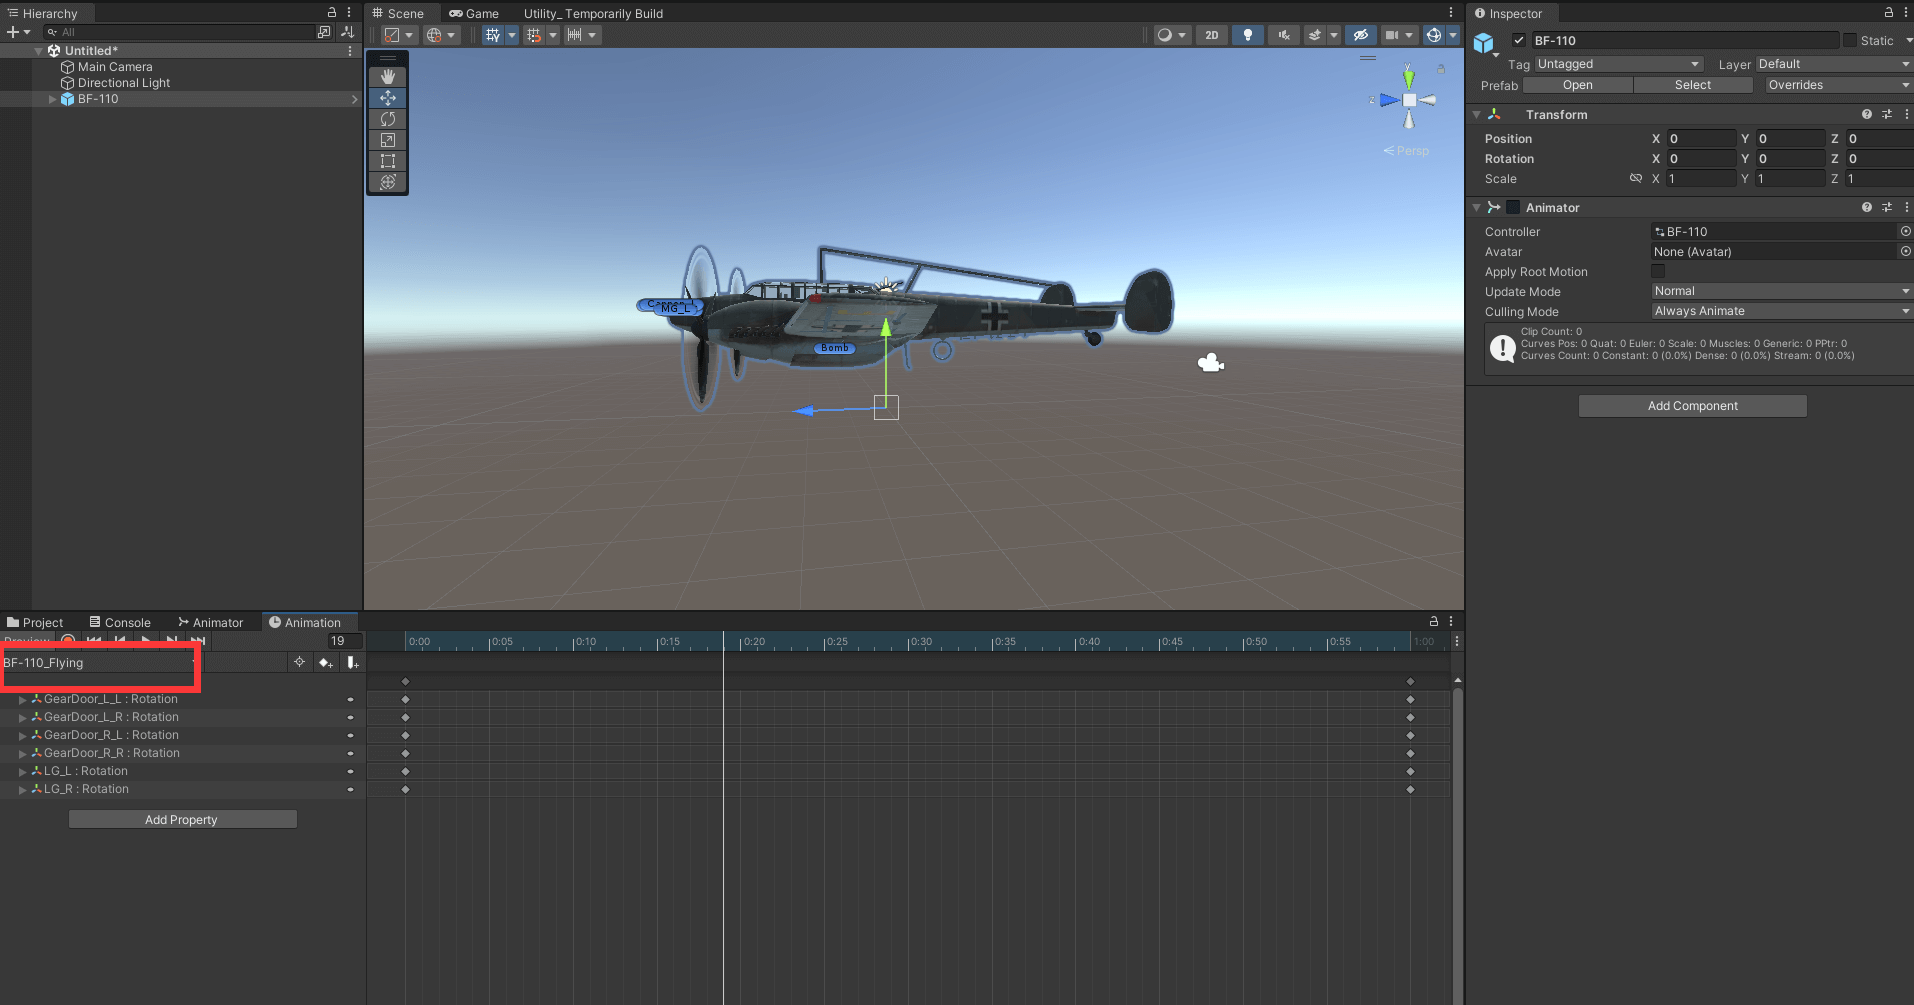 Hierarchy
All
Untitled*
Main Camera
Directional Light
BF-110
Scene
Game
Utility_ Temporarily Build
2D
y
z
Persp
MG_L
Bomb
Inspector
BF-110
Static
Tag Untagged
Layer Default
Prefab Open Select Overrides
Transform
Position X 0 Y 0 Z 0
Rotation X 0 Y 0 Z 0
Scale X 1 Y 1 Z 1
Animator
Controller BF-110
Avatar None (Avatar)
Apply Root Motion
Update Mode Normal
Culling Mode Always Animate
Clip Count: 0
Curves Pos: 0 Quat: 0 Euler: 0 Scale: 0 Muscles: 0 Generic: 0 PPtr: 0
Curves Count: 0 Constant: 0 (0.0%) Dense: 0 (0.0%) Stream: 0 (0.0%)
Add Component
Project
Console
Animator
Animation
Preview
19
0:00 0:05 0:10 0:15 0:20 0:25 0:30 0:35 0:40 0:45 0:50 0:55 1:00
BF-110_Flying
GearDoor_L_L : Rotation
GearDoor_L_R : Rotation
GearDoor_R_L : Rotation
GearDoor_R_R : Rotation
LG_L : Rotation
LG_R : Rotation
Add Property